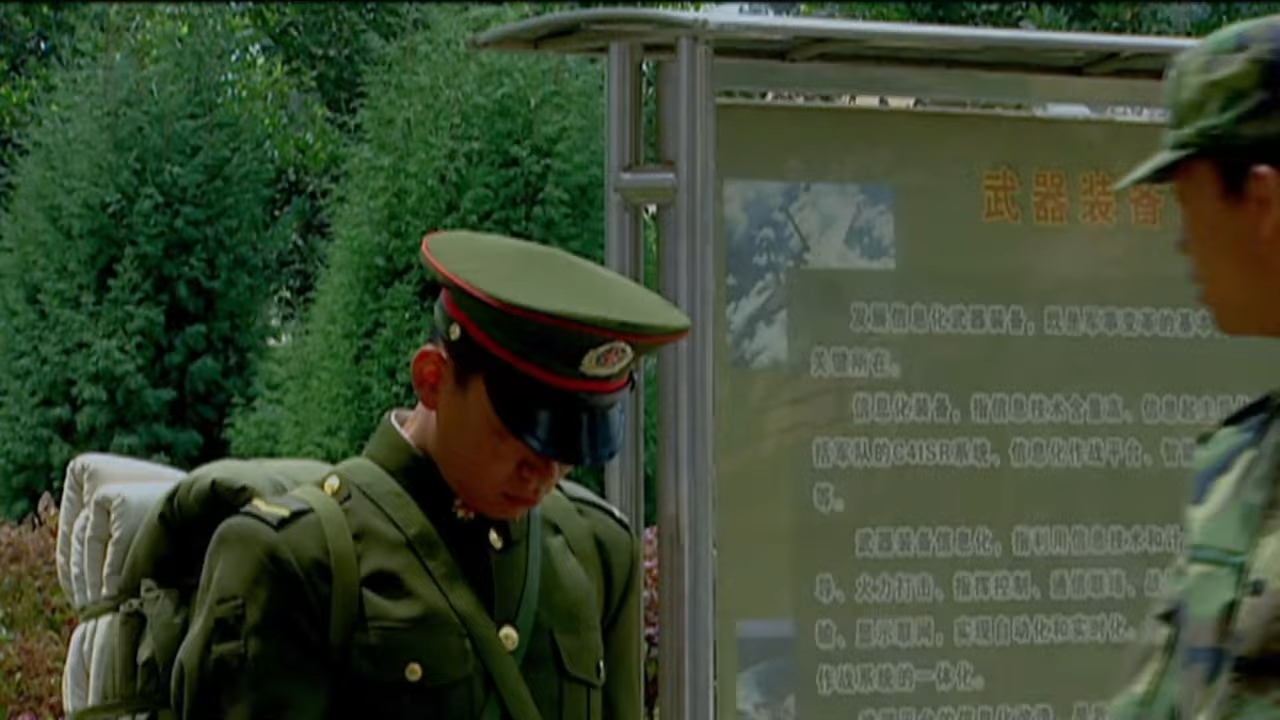 武器装备
发展信息化武器装备，既是军事变革的基本
关键所在。
信息化装备，指信息技术含量高、信息起主导
括军队的C4ISR系统，信息化作战平台、智能
等。
武器装备信息化，指利用信息技术和计
导、火力打击、指挥控制、通信联络、战
输、显示联网，实现自动化和实时化，
作战系统的一体化。